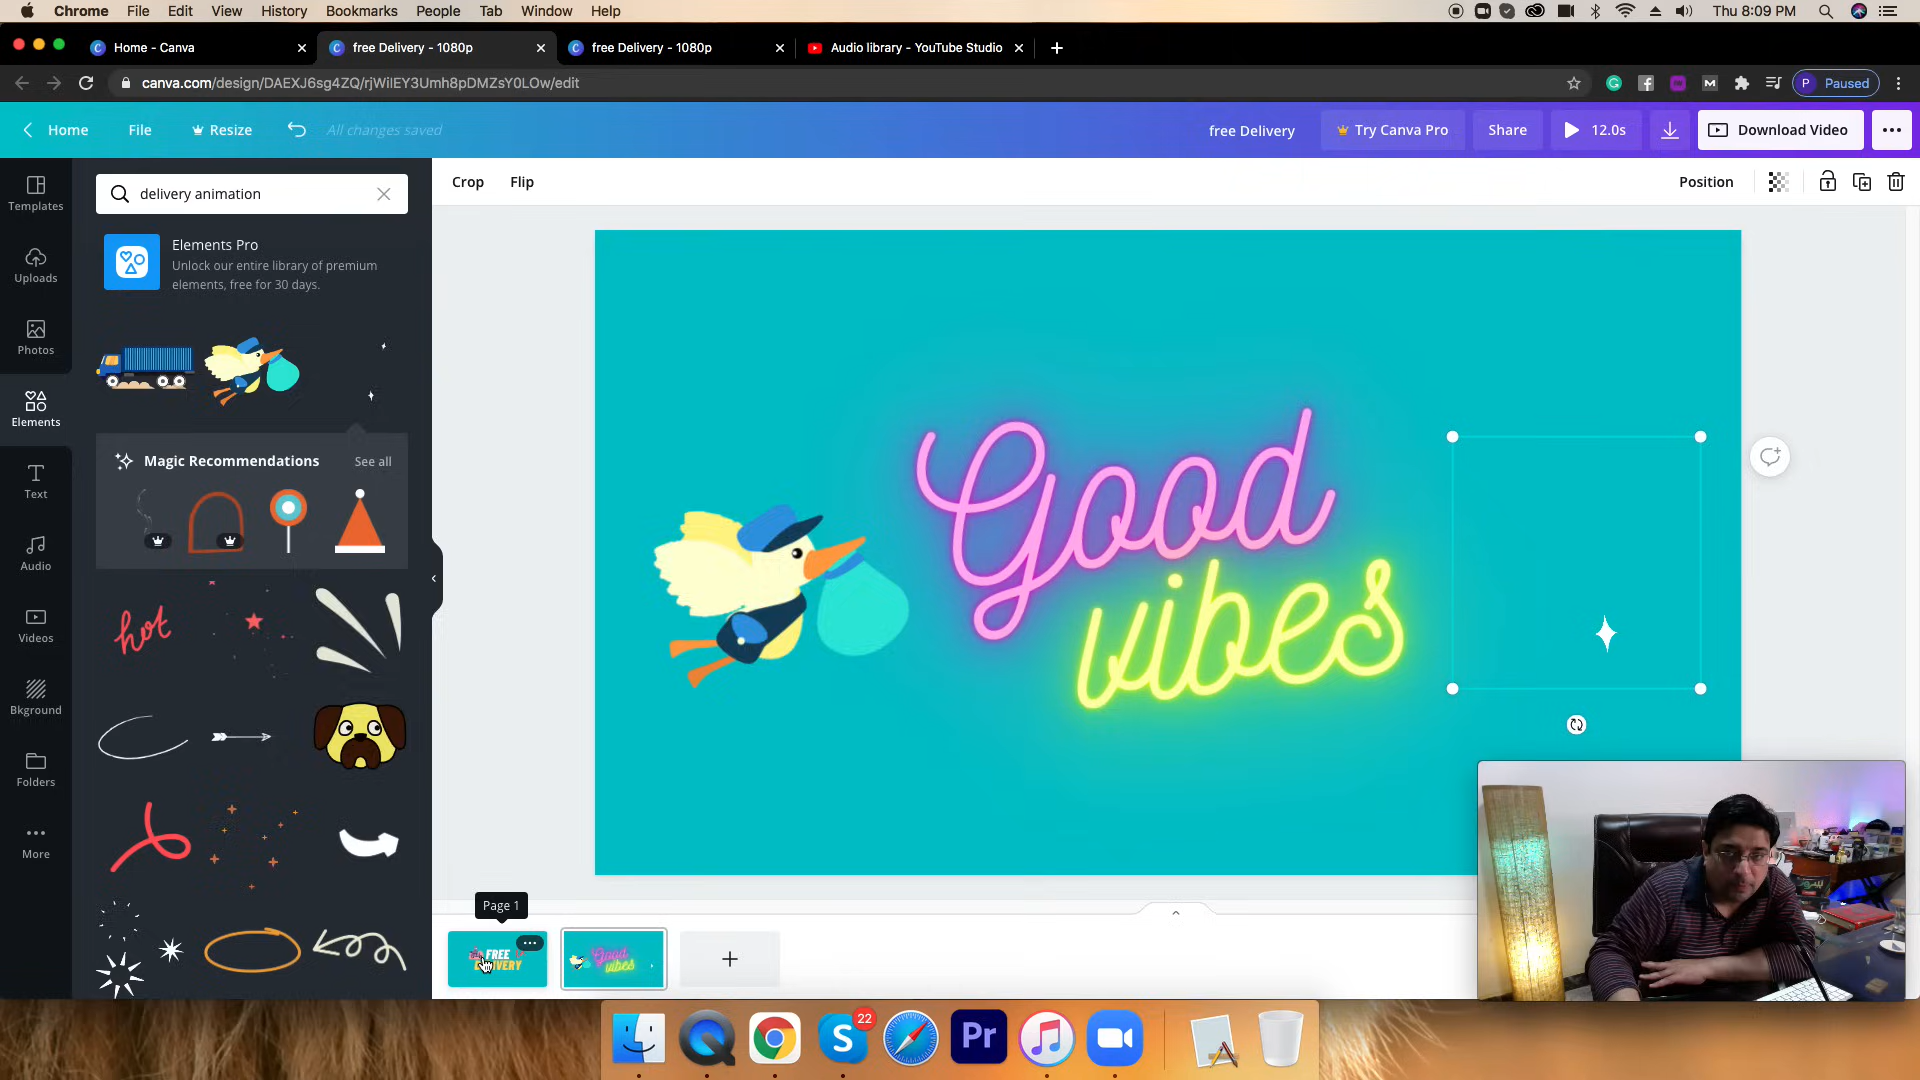 Chrome File Edit View History Bookmarks People Tab Window Help
Thu 8:09 PM
Home - Canva
free Delivery - 1080p
free Delivery - 1080p
Audio library - YouTube Studio
canva.com/design/DAEXJ6sg4ZQ/rjWilEY3Umh8pDMZsY0LOw/edit
P Paused
Home File Resize All changes saved
free Delivery Try Canva Pro Share 12.0s Download Video
Templates
Uploads
Photos
Elements
Text
Audio
Videos
Bkground
Folders
More
delivery animation
Elements Pro
Unlock our entire library of premium
elements, free for 30 days.
Magic Recommendations See all
hot
Crop Flip Position
Good
vibes
Page 1
FREE
DELIVERY
Good
vibes
22
S
Pr